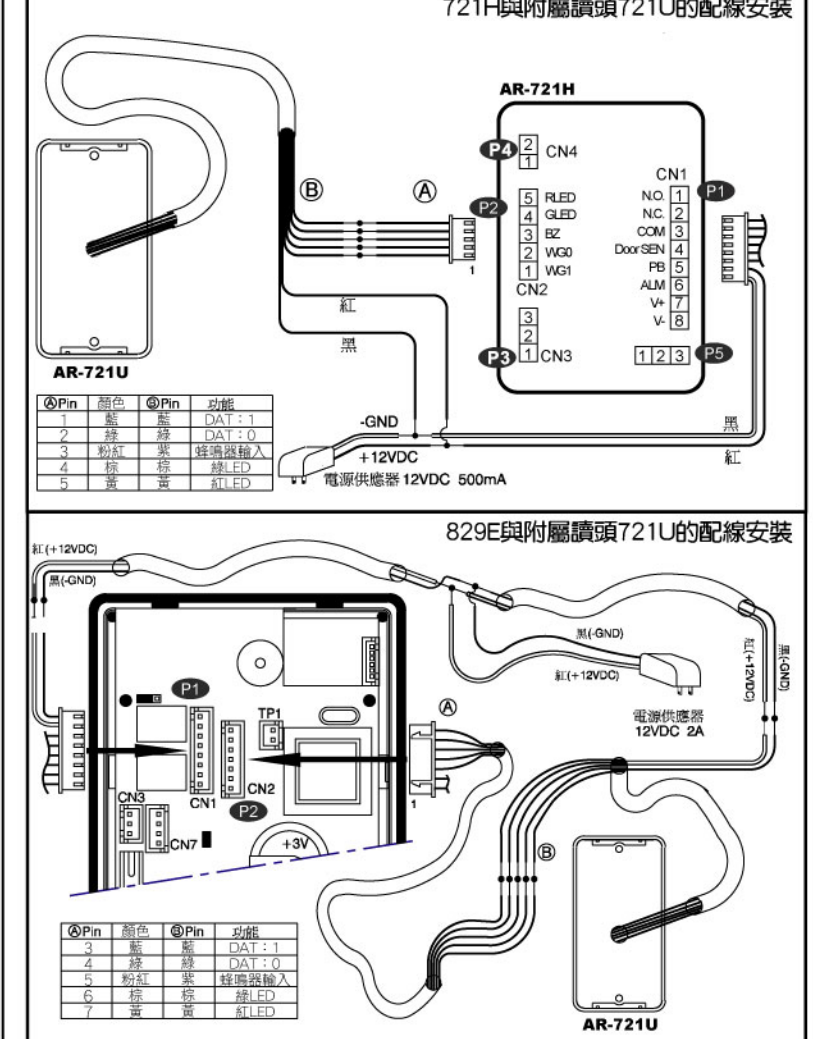 721H與附屬讀頭721U的配線安裝
AR-721H
P4
2
1
CN4
CN1
P1
P2
5 RLED
4 GLED
3 BZ
2 WG0
1 WG1
CN2
N.O. 1
N.C. 2
COM 3
Door SEN 4
PB 5
ALM 6
V+ 7
V- 8
3
2
1 CN3
P3
1 2 3
P5
Ⓑ
Ⓐ
1
紅
黑
AR-721U
-GND
+12VDC
電源供應器 12VDC 500mA
黑
紅
ⒶPin 顏色 ⒷPin 功能
1 藍 藍 DAT:1
2 綠 綠 DAT:0
3 粉紅 紫 蜂鳴器輸入
4 棕 棕 綠LED
5 黃 黃 紅LED
829E與附屬讀頭721U的配線安裝
紅(+12VDC)
黑(-GND)
黑(-GND)
紅(+12VDC)
紅(+12VDC)
黑(-GND)
電源供應器
12VDC 2A
P1
TP1
Ⓐ
CN3
CN1
CN2
P2
1
CN7
+3V
Ⓑ
ⒶPin 顏色 ⒷPin 功能
3 藍 藍 DAT:1
4 綠 綠 DAT:0
5 粉紅 紫 蜂鳴器輸入
6 棕 棕 綠LED
7 黃 黃 紅LED
AR-721U